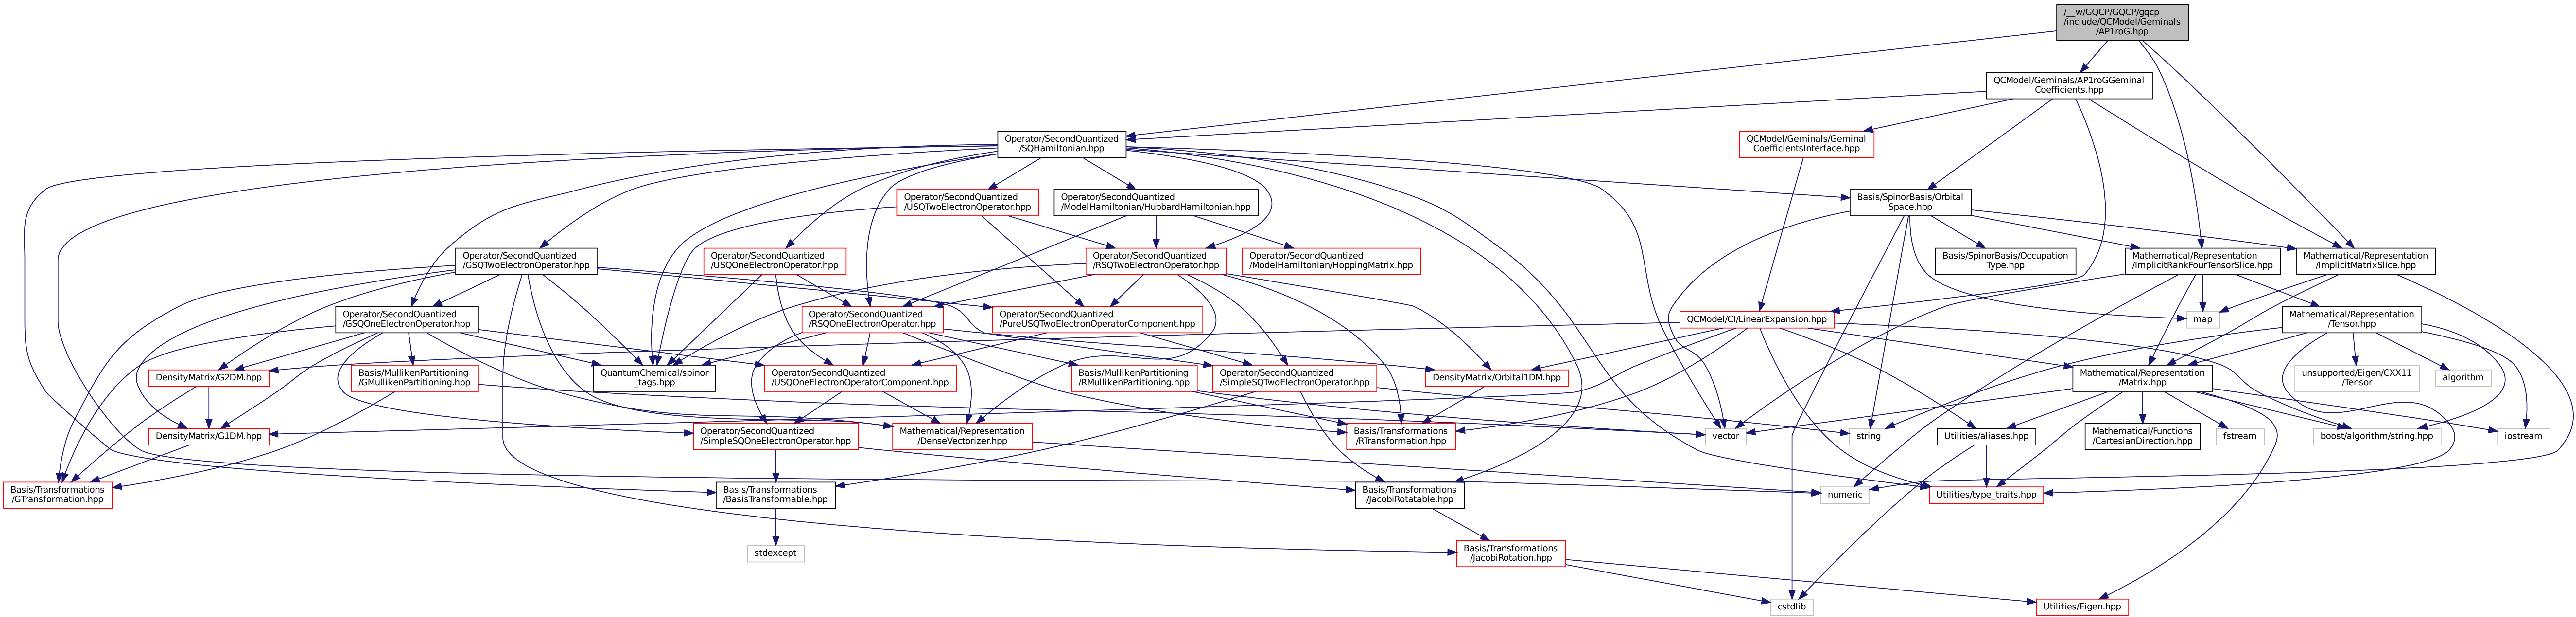 /__w/GQCP/GQCP/gqcp
/include/QCModel/Geminals
/AP1roG.hpp
QCModel/Geminals/AP1roGGeminal
Coefficients.hpp
Operator/SecondQuantized
/SQHamiltonian.hpp
QCModel/Geminals/Geminal
CoefficientsInterface.hpp
Operator/SecondQuantized
/USQTwoElectronOperator.hpp
Operator/SecondQuantized
/ModelHamiltonian/HubbardHamiltonian.hpp
Basis/SpinorBasis/Orbital
Space.hpp
Operator/SecondQuantized
/GSQTwoElectronOperator.hpp
Operator/SecondQuantized
/USQOneElectronOperator.hpp
Operator/SecondQuantized
/RSQTwoElectronOperator.hpp
Operator/SecondQuantized
/ModelHamiltonian/HoppingMatrix.hpp
Basis/SpinorBasis/Occupation
Type.hpp
Mathematical/Representation
/ImplicitRankFourTensorSlice.hpp
Mathematical/Representation
/ImplicitMatrixSlice.hpp
Operator/SecondQuantized
/GSQOneElectronOperator.hpp
Operator/SecondQuantized
/RSQOneElectronOperator.hpp
Operator/SecondQuantized
/PureUSQTwoElectronOperatorComponent.hpp
QCModel/CI/LinearExpansion.hpp
map
Mathematical/Representation
/Tensor.hpp
DensityMatrix/G2DM.hpp
Basis/MullikenPartitioning
/GMullikenPartitioning.hpp
QuantumChemical/spinor
_tags.hpp
Operator/SecondQuantized
/USQOneElectronOperatorComponent.hpp
Basis/MullikenPartitioning
/RMullikenPartitioning.hpp
Operator/SecondQuantized
/SimpleSQTwoElectronOperator.hpp
DensityMatrix/Orbital1DM.hpp
Mathematical/Representation
/Matrix.hpp
unsupported/Eigen/CXX11
/Tensor
algorithm
DensityMatrix/G1DM.hpp
Operator/SecondQuantized
/SimpleSQOneElectronOperator.hpp
Mathematical/Representation
/DenseVectorizer.hpp
Basis/Transformations
/RTransformation.hpp
vector
string
Utilities/aliases.hpp
Mathematical/Functions
/CartesianDirection.hpp
fstream
boost/algorithm/string.hpp
iostream
Basis/Transformations
/GTransformation.hpp
Basis/Transformations
/BasisTransformable.hpp
Basis/Transformations
/JacobiRotatable.hpp
numeric
Utilities/type_traits.hpp
stdexcept
Basis/Transformations
/JacobiRotation.hpp
cstdlib
Utilities/Eigen.hpp